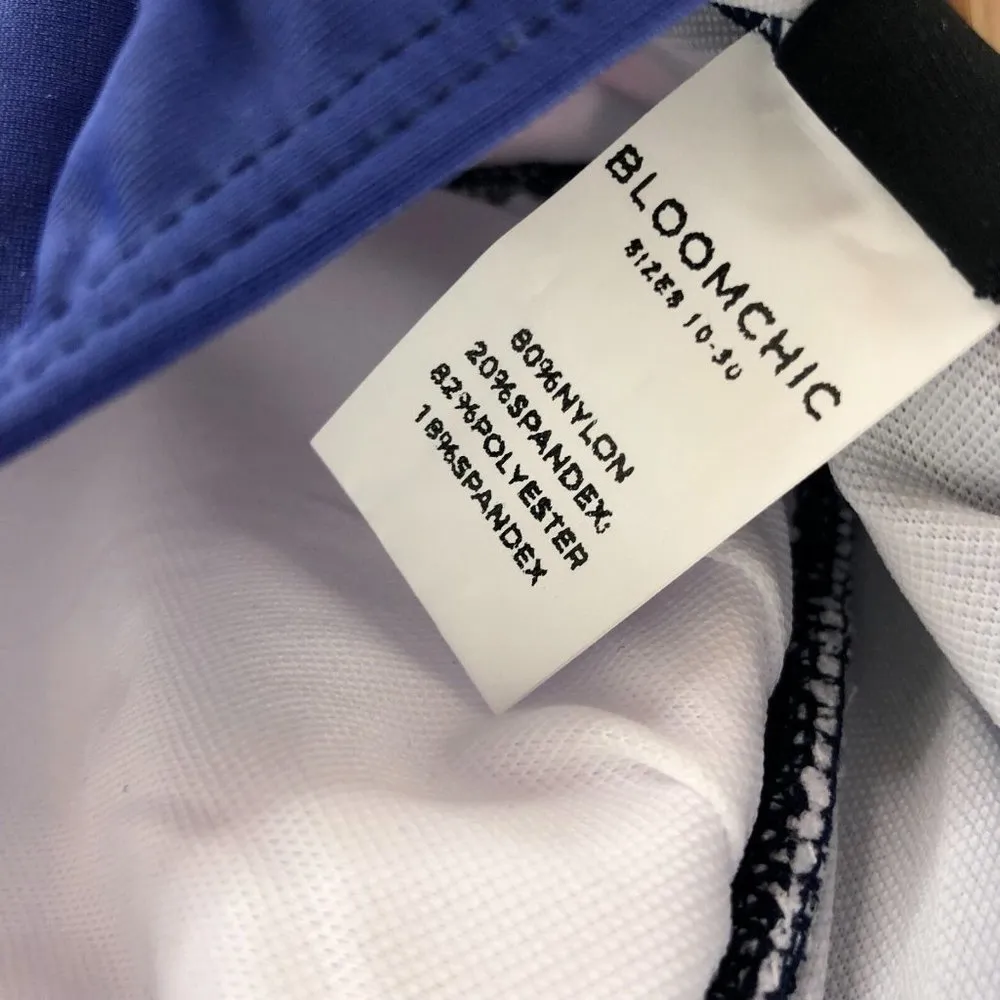 BLOOMCHIC
SIZES 10-30
80%NYLON
20%SPANDEX;
82%POLYESTER
18%SPANDEX